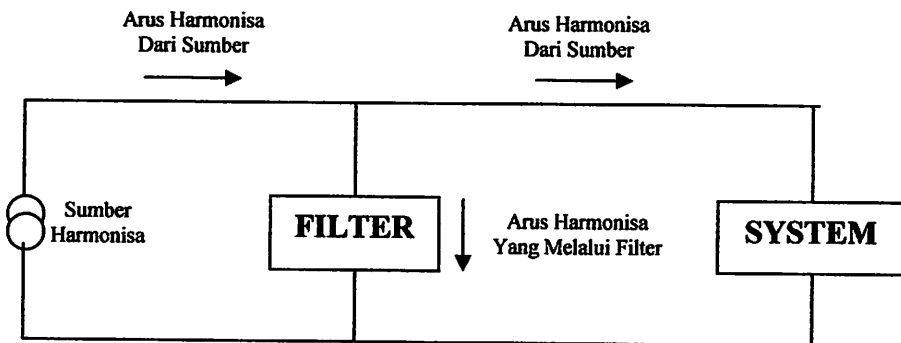 Arus Harmonisa
Dari Sumber
Arus Harmonisa
Dari Sumber
Sumber
Harmonisa
FILTER
Arus Harmonisa
Yang Melalui Filter
SYSTEM